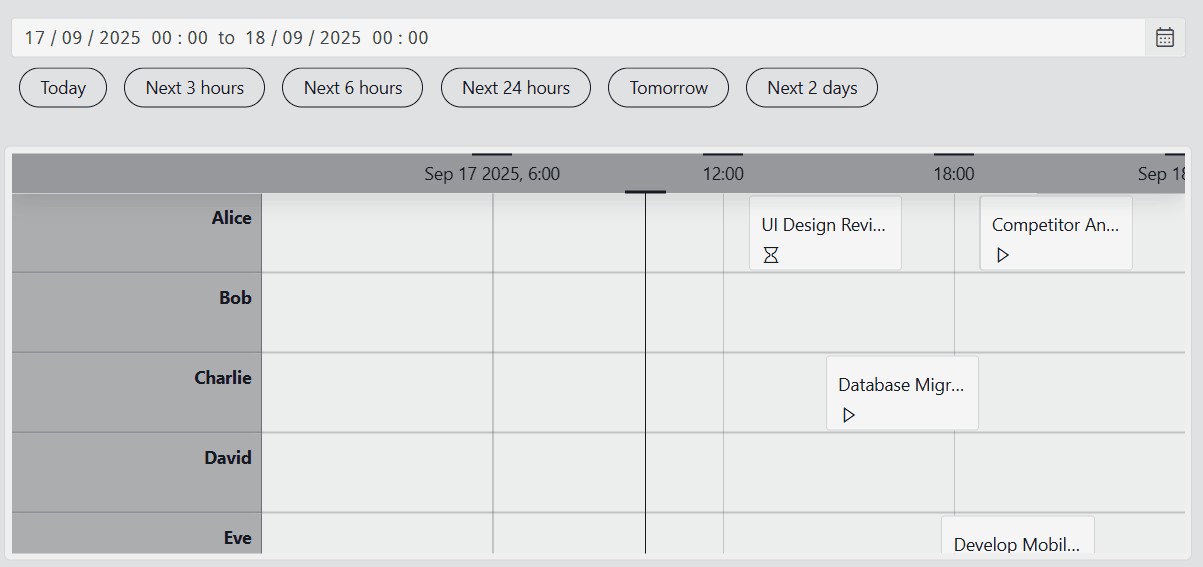 17 / 09 / 2025 00 : 00 to 18 / 09 / 2025 00 : 00
Today Next 3 hours Next 6 hours Next 24 hours Tomorrow Next 2 days
Sep 17 2025, 6:00 12:00 18:00 Sep 18
Alice
UI Design Revi... Competitor An...
Bob
Charlie
Database Migr...
David
Eve
Develop Mobil...